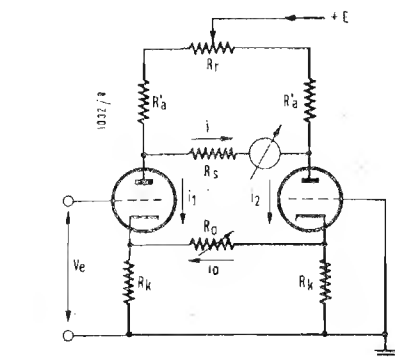 + E
Rr
R'a
R'a
1032/8
i
Rs
i1
i2
Ro
io
Ve
Rk
Rk